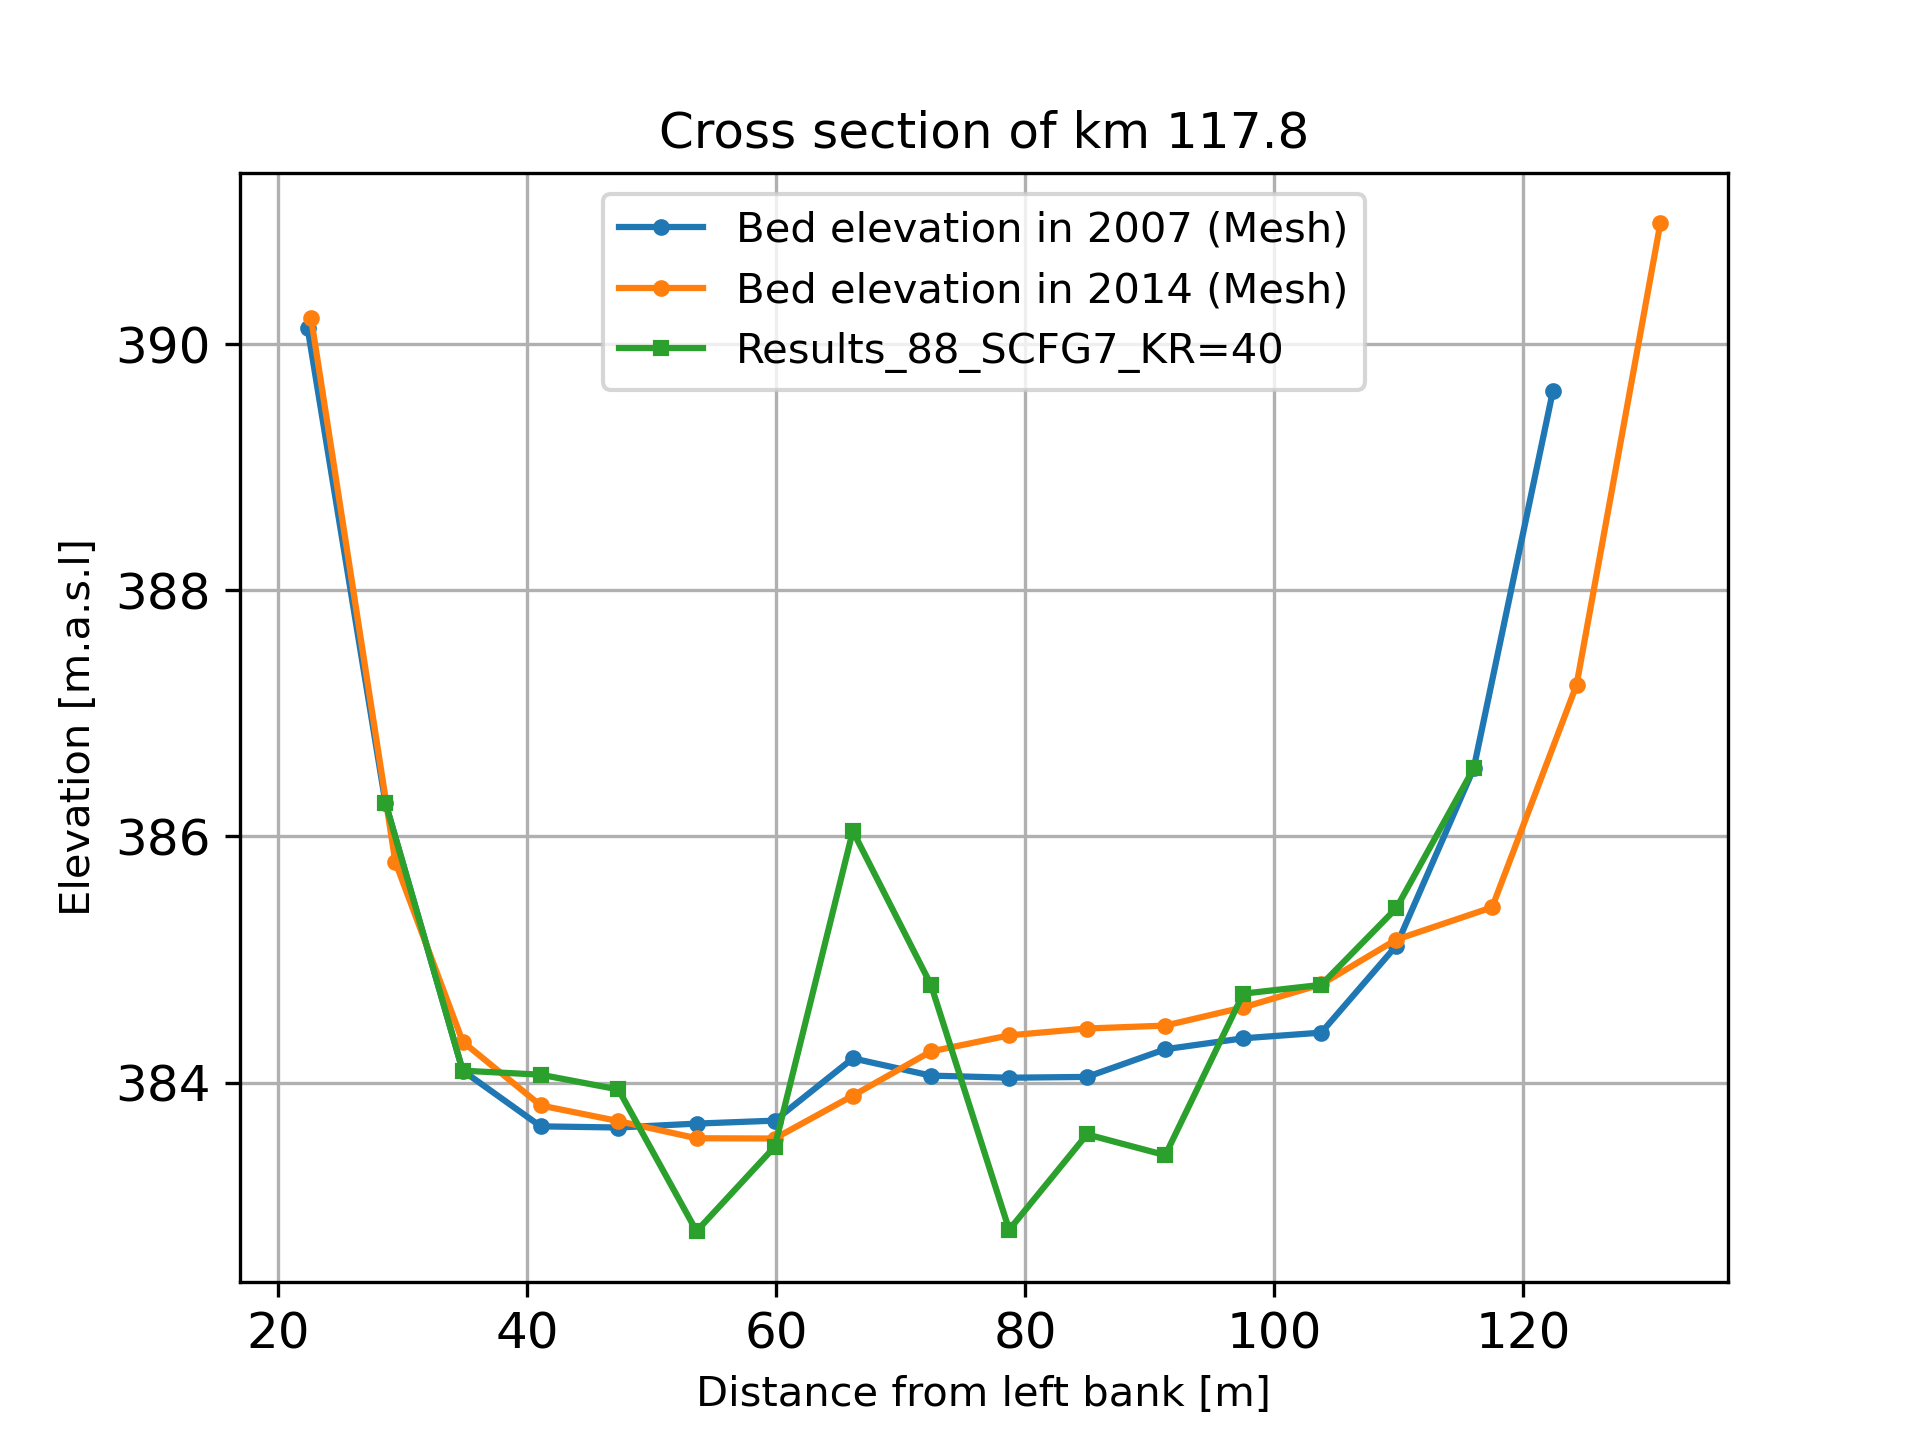 Cross section of km 117.8
Bed elevation in 2007 (Mesh)
Bed elevation in 2014 (Mesh)
Results_88_SCFG7_KR=40
390
388
386
384
Elevation [m.a.s.l]
20 40 60 80 100 120
Distance from left bank [m]